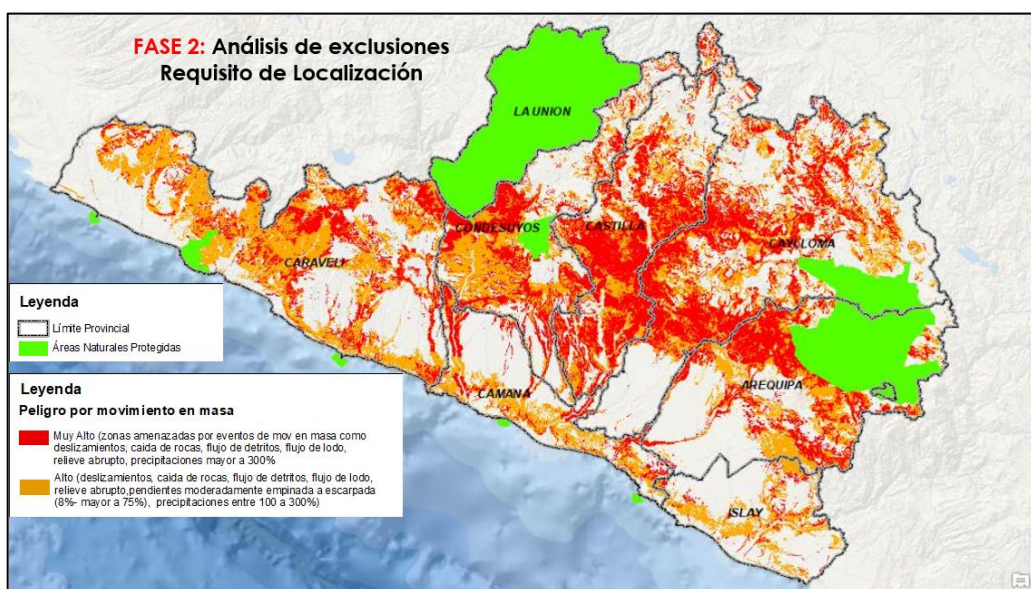 FASE 2: Análisis de exclusiones
Requisito de Localización
LA UNION
CONDESUYOS
CASTILLA
CAYLLOMA
CARAVELI
CAMANA
AREQUIPA
ISLAY
Leyenda
Límite Provincial
Áreas Naturales Protegidas
Leyenda
Peligro por movimiento en masa
Muy Alto (zonas amenazadas por eventos de mov en masa como
deslizamientos, caida de rocas, flujo de detritos, flujo de lodo,
relieve abrupto, precipitaciones mayor a 300%
Alto (deslizamientos, caida de rocas, flujo de detritos, flujo de lodo,
relieve abrupto,pendientes moderadamente empinada a escarpada
(8%- mayor a 75%), precipitaciones entre 100 a 300%)